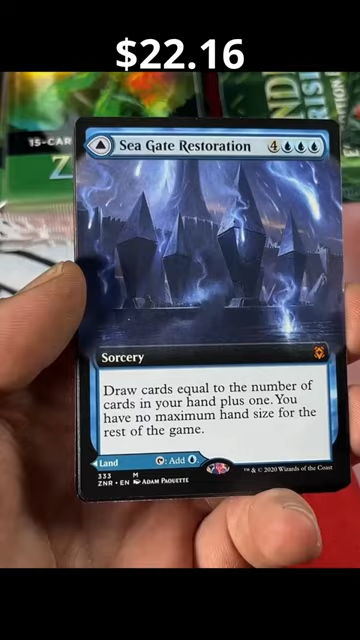 $22.16
15-CAR
Sea Gate Restoration 4
Sorcery
Draw cards equal to the number of
cards in your hand plus one. You
have no maximum hand size for the
rest of the game.
Land : Add .
333 M
ZNR • EN ADAM PAQUETTE
™ & © 2020 Wizards of the Coast